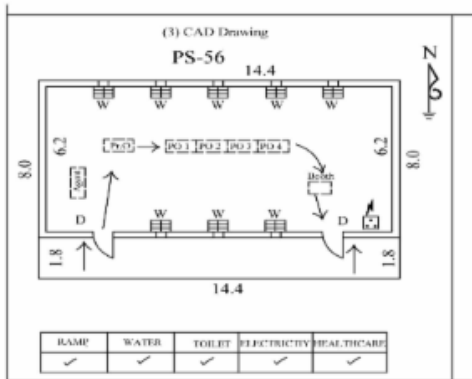 (3) CAD Drawing
PS-56
14.4
N
W W W W W
6.2
8.0
Pr.O
PO 1 PO 2 PO 3 PO 4
6.2
8.0
Booth
Agent
D
W W W
D
1.8
1.8
14.4
RAMP WATER TOILET ELECTRICITY HEALTHCARE
✓ ✓ ✓ ✓ ✓